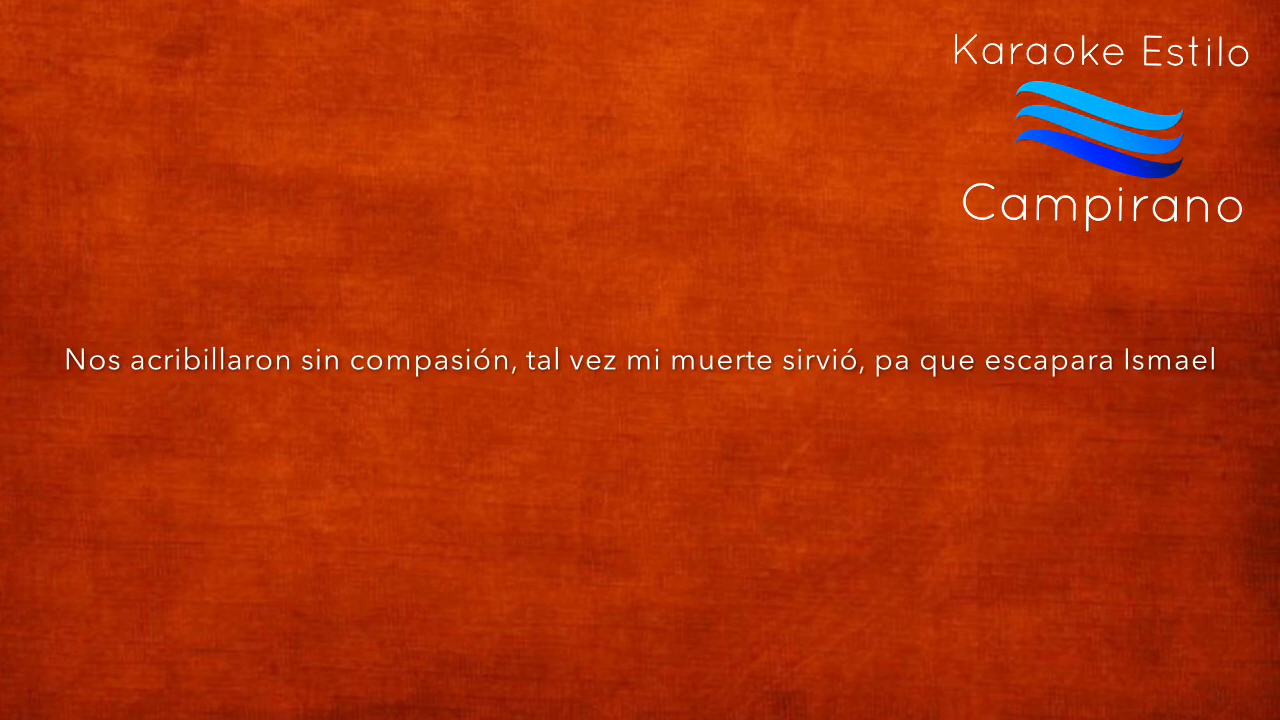 Karaoke Estilo
Campirano
Nos acribillaron sin compasión, tal vez mi muerte sirvió, pa que escapara Ismael